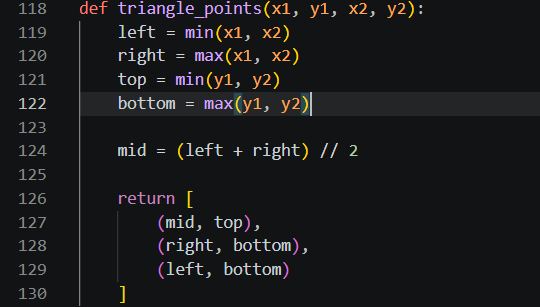 118 def triangle_points(x1, y1, x2, y2):
119     left = min(x1, x2)
120     right = max(x1, x2)
121     top = min(y1, y2)
122     bottom = max(y1, y2)
123
124     mid = (left + right) // 2
125
126     return [
127         (mid, top),
128         (right, bottom),
129         (left, bottom)
130     ]